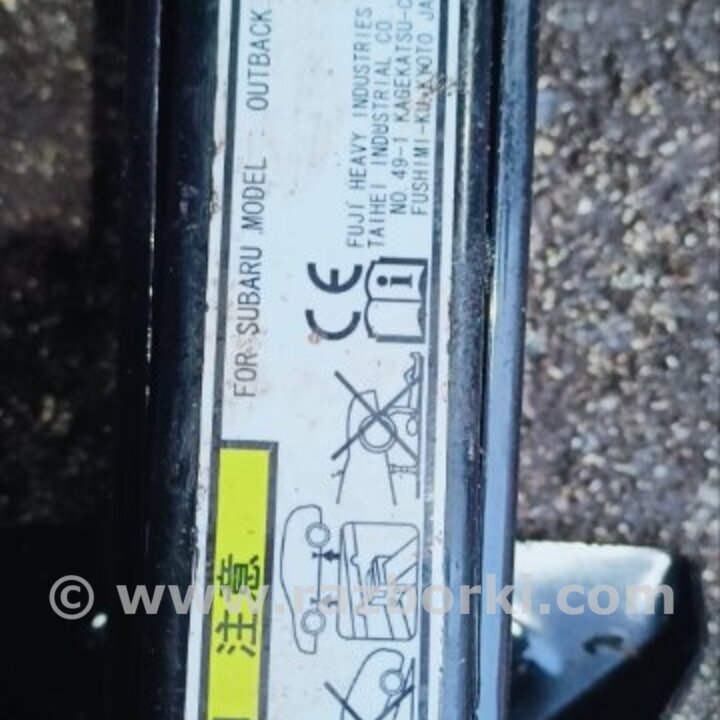 FOR SUBARU MODEL : OUTBACK
FUJI HEAVY INDUSTRIES
TAIHEI INDUSTRIAL CO
NO. 49-1 KAGEKATSU-C
FUSHIMI-KU, KYOTO JA
CE
i
注意
© www.razborki.com